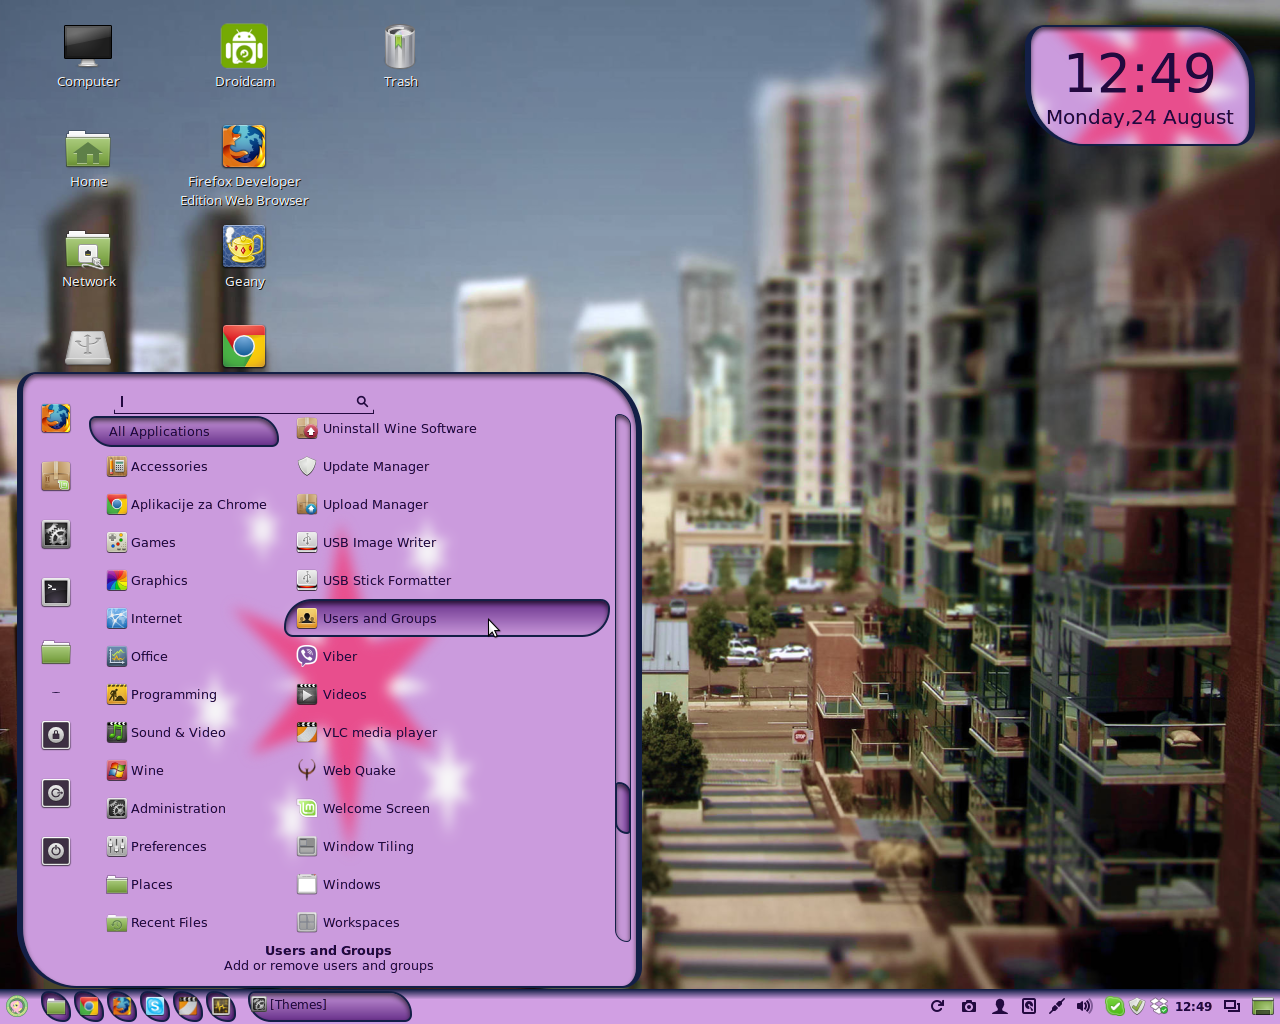 Computer
Droidcam
Trash
12:49
Monday,24 August
Home
Firefox Developer
Edition Web Browser
Network
Geany
All Applications
Accessories
Aplikacije za Chrome
Games
Graphics
Internet
Office
Programming
Sound & Video
Wine
Administration
Preferences
Places
Recent Files
Uninstall Wine Software
Update Manager
Upload Manager
USB Image Writer
USB Stick Formatter
Users and Groups
Viber
Videos
VLC media player
Web Quake
Welcome Screen
Window Tiling
Windows
Workspaces
Users and Groups
Add or remove users and groups
STOP
[Themes]
12:49